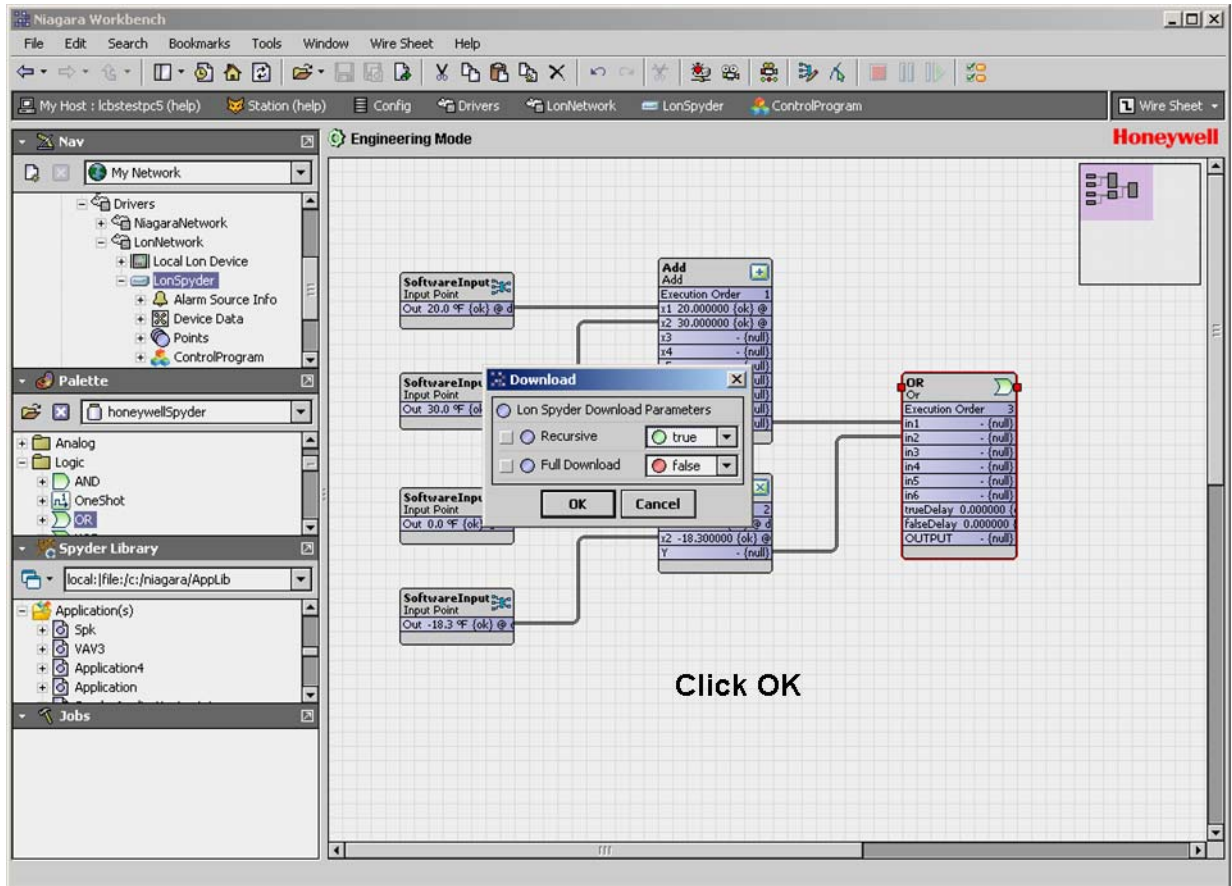 Niagara Workbench
File Edit Search Bookmarks Tools Window Wire Sheet Help
My Host : lcbstestpc5 (help) Station (help) Config Drivers LonNetwork LonSpyder ControlProgram Wire Sheet
Nav
My Network
Drivers
NiagaraNetwork
LonNetwork
Local Lon Device
LonSpyder
Alarm Source Info
Device Data
Points
ControlProgram
Palette
honeywellSpyder
Analog
Logic
AND
OneShot
OR
Spyder Library
local:|file:/c:/niagara/AppLib
Application(s)
Spk
VAV3
Application4
Application
Jobs
Engineering Mode
Honeywell
SoftwareInput
Input Point
Out 20.0 °F {ok} @ d
SoftwareInpu
Input Point
Out 30.0 °F {ok
SoftwareInpu
Input Point
Out 0.0 °F {ok}
SoftwareInput
Input Point
Out -18.3 °F {ok} @
Add
Add
Execution Order 1
x1 20.000000 {ok} @
x2 30.000000 {ok} @
x3 - {null}
x4 - {null}
ull}
ull}
ull}
ull}
2
@ d
x2 -18.300000 {ok} @
Y - {null}
Download
Lon Spyder Download Parameters
Recursive true
Full Download false
OK Cancel
OR
Or
Execution Order 3
in1 - {null}
in2 - {null}
in3 - {null}
in4 - {null}
in5 - {null}
in6 - {null}
trueDelay 0.000000 {
falseDelay 0.000000 {
OUTPUT - {null}
Click OK